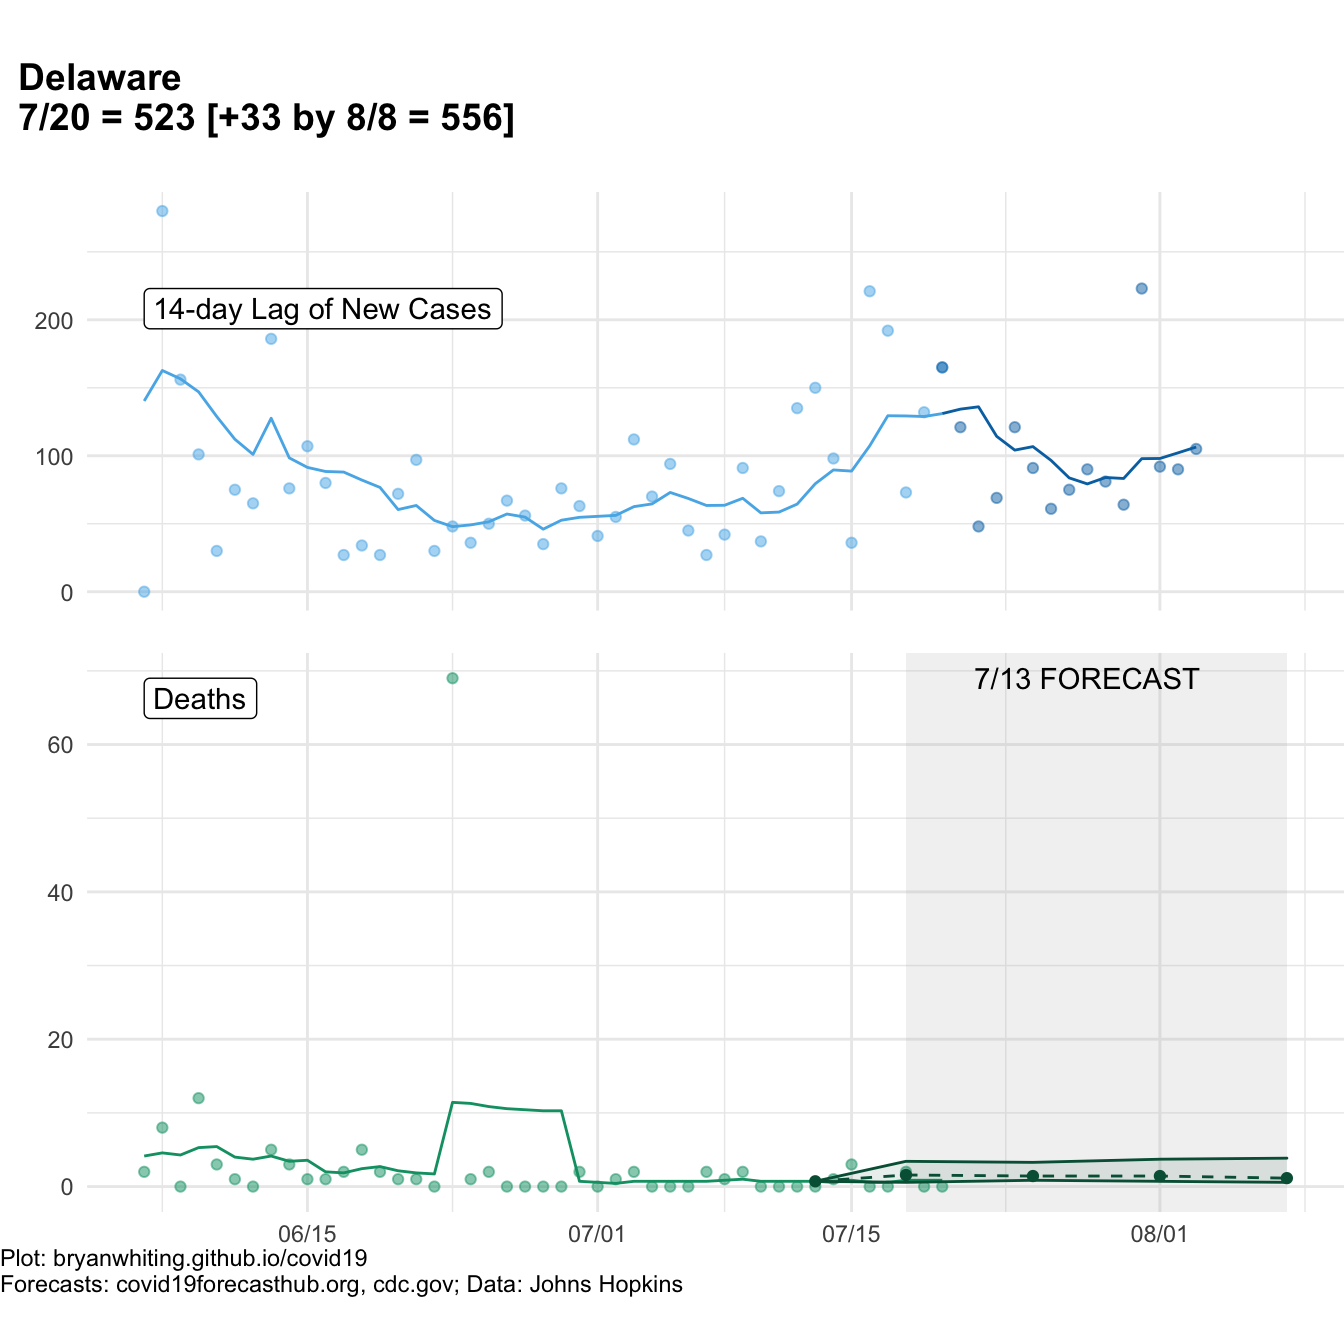 Delaware
7/20 = 523 [+33 by 8/8 = 556]
14-day Lag of New Cases
200
100
0
Deaths
7/13 FORECAST
60
40
20
0
06/15 07/01 07/15 08/01
Plot: bryanwhiting.github.io/covid19
Forecasts: covid19forecasthub.org, cdc.gov; Data: Johns Hopkins